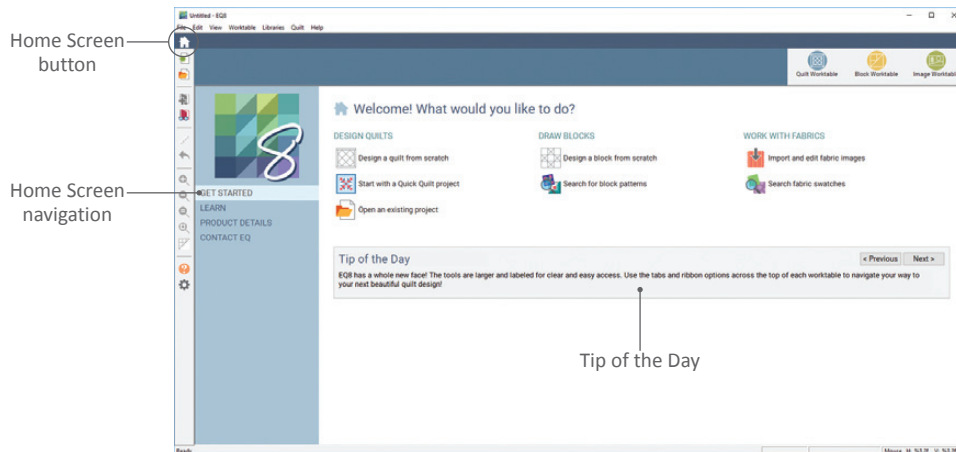 Untitled - EQ8
File Edit View Worktable Libraries Quilt Help
Home Screen
button
Quilt Worktable Block Worktable Image Worktable
8
Welcome! What would you like to do?
DESIGN QUILTS DRAW BLOCKS WORK WITH FABRICS
Design a quilt from scratch Design a block from scratch Import and edit fabric images
Start with a Quick Quilt project Search for block patterns Search fabric swatches
Open an existing project
Home Screen
navigation
GET STARTED
LEARN
PRODUCT DETAILS
CONTACT EQ
Tip of the Day
< Previous Next >
EQ8 has a whole new face! The tools are larger and labeled for clear and easy access. Use the tabs and ribbon options across the top of each worktable to navigate your way to
your next beautiful quilt design!
Tip of the Day
Ready